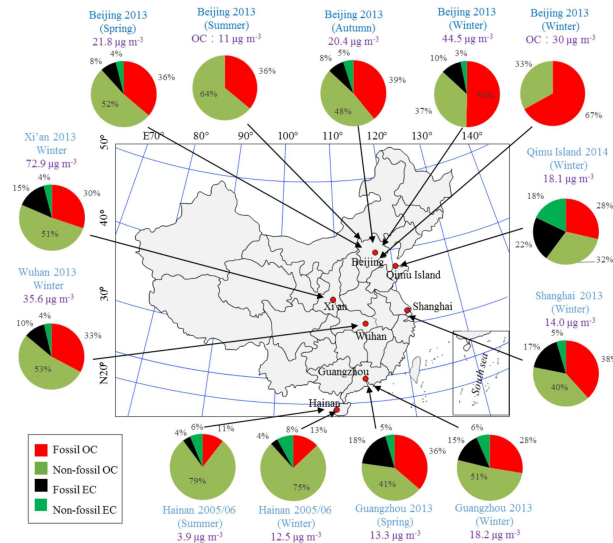 Beijing 2013
(Spring)
21.8 µg m-3
Beijing 2013
(Summer)
OC : 11 µg m-3
Beijing 2013
(Autumn)
20.4 µg m-3
Beijing 2013
(Winter)
44.5 µg m-3
Beijing 2013
(Winter)
OC : 30 µg m-3
8%
4%
36%
52%
36%
64%
8%
5%
39%
48%
10%
3%
50%
37%
33%
67%
Xi'an 2013
Winter
72.9 µg m-3
15%
4%
30%
51%
Wuhan 2013
Winter
35.6 µg m-3
10%
4%
33%
53%
E70°
80°
90°
100°
110°
120°
130°
140°
50°
40°
30°
N20°
Beijing
Qimu Island
Xi'an
Shanghai
Wuhan
Guangzhou
Hainan
South sea
Qimu Island 2014
(Winter)
18.1 µg m-3
18%
28%
22%
32%
Shanghai 2013
(Winter)
14.0 µg m-3
17%
5%
38%
40%
Fossil OC
Non-fossil OC
Fossil EC
Non-fossil EC
4%
6%
11%
79%
Hainan 2005/06
(Summer)
3.9 µg m-3
4%
8%
13%
75%
Hainan 2005/06
(Winter)
12.5 µg m-3
18%
5%
36%
41%
Guangzhou 2013
(Spring)
13.3 µg m-3
15%
6%
28%
51%
Guangzhou 2013
(Winter)
18.2 µg m-3